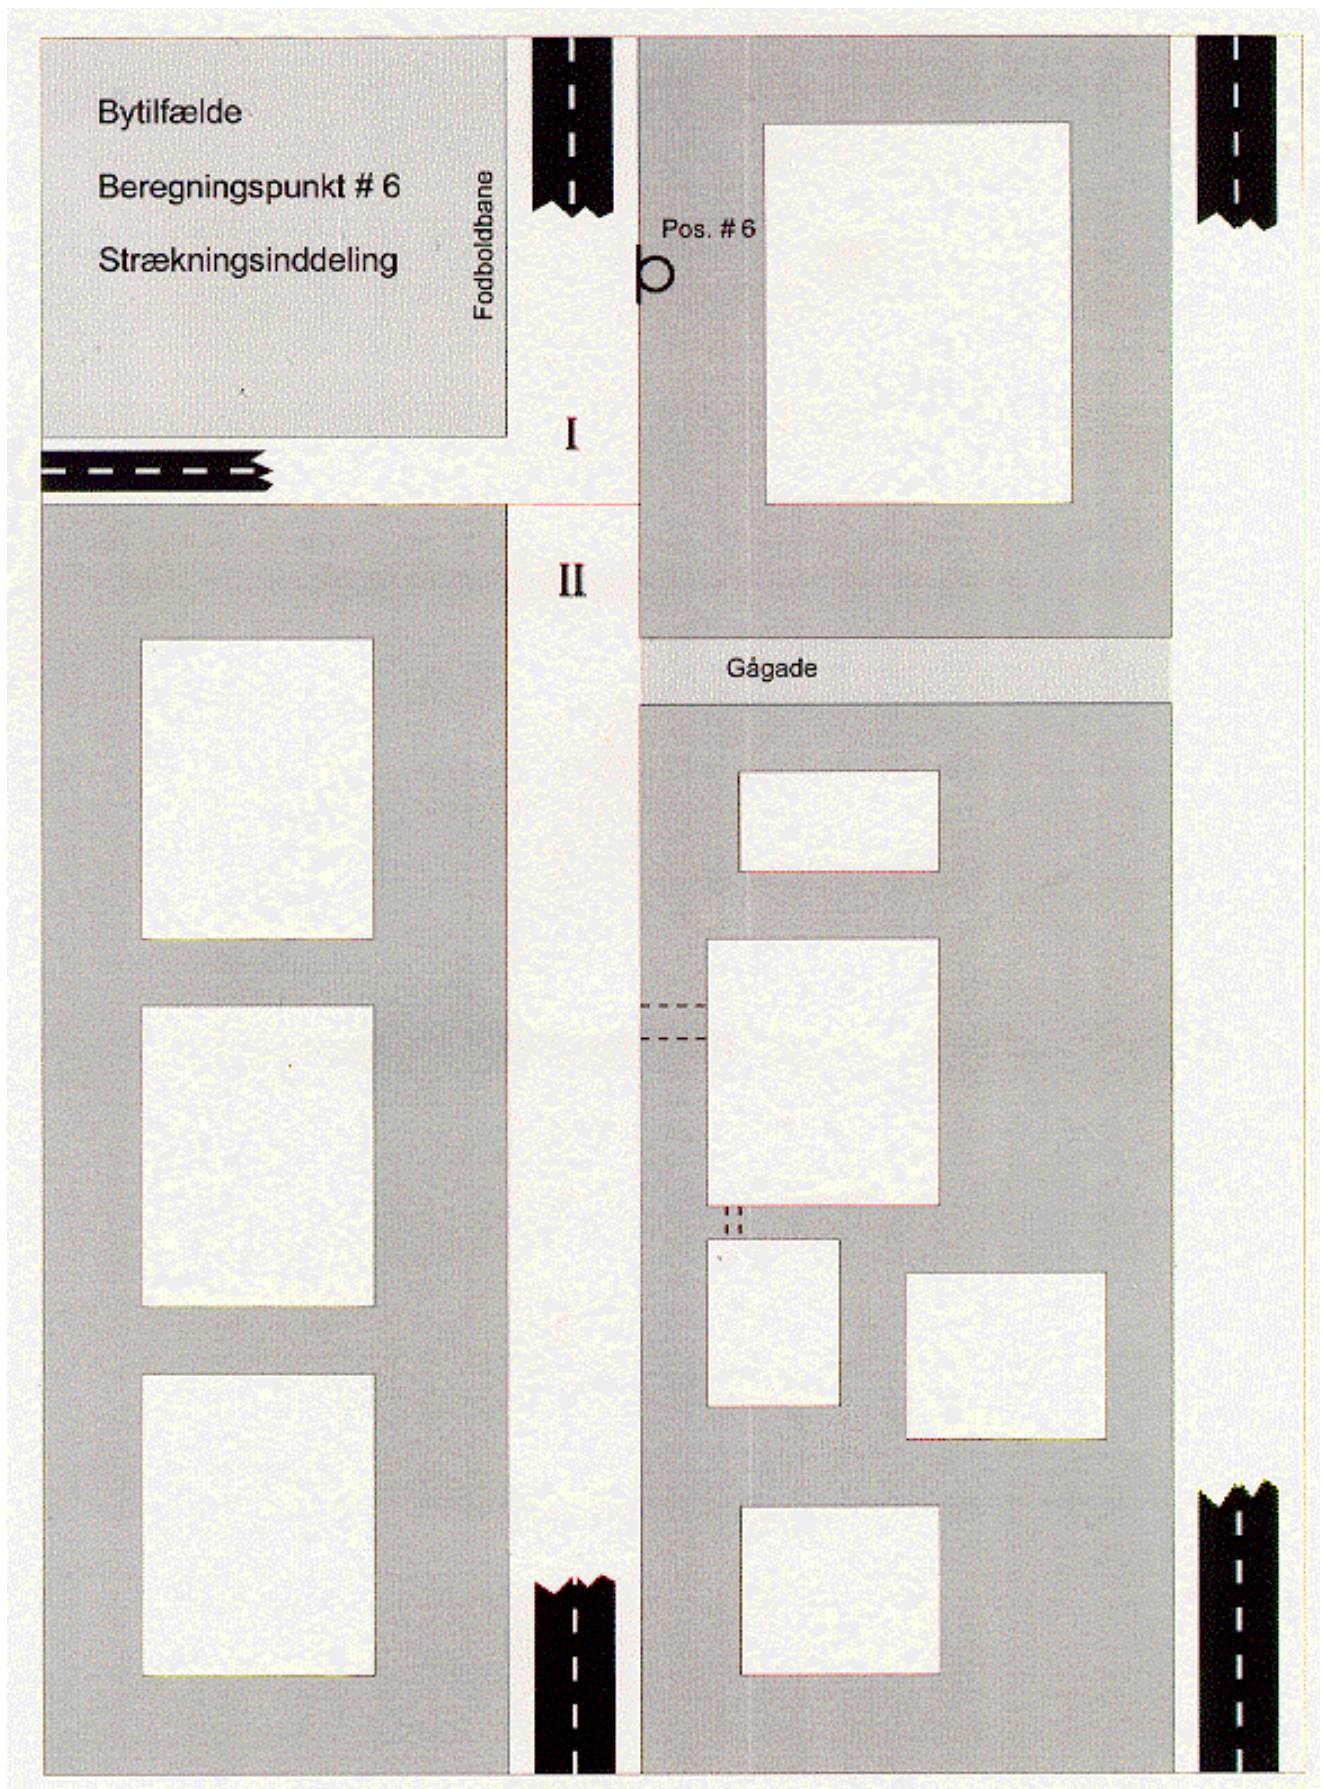 Bytilfælde
Beregningspunkt # 6
Strækningsinddeling
Fodboldbane
Pos. # 6
I
II
Gågade